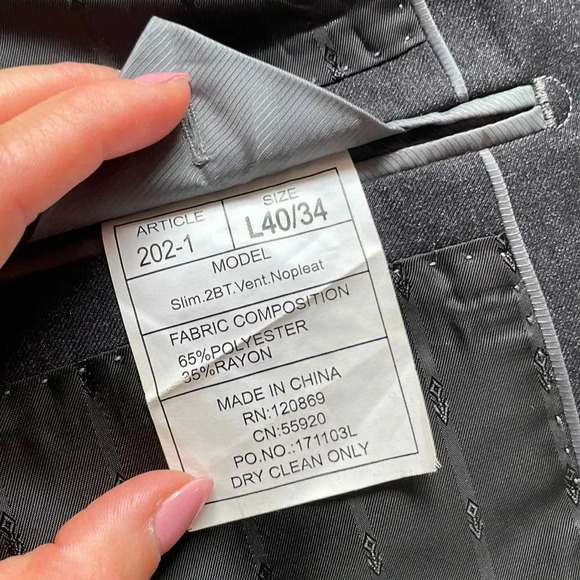 ARTICLE
202-1
SIZE
L40/34
MODEL
Slim.2BT.Vent.Nopleat
FABRIC COMPOSITION
65%POLYESTER
35%RAYON
MADE IN CHINA
RN:120869
CN:55920
PO.NO.:171103L
DRY CLEAN ONLY